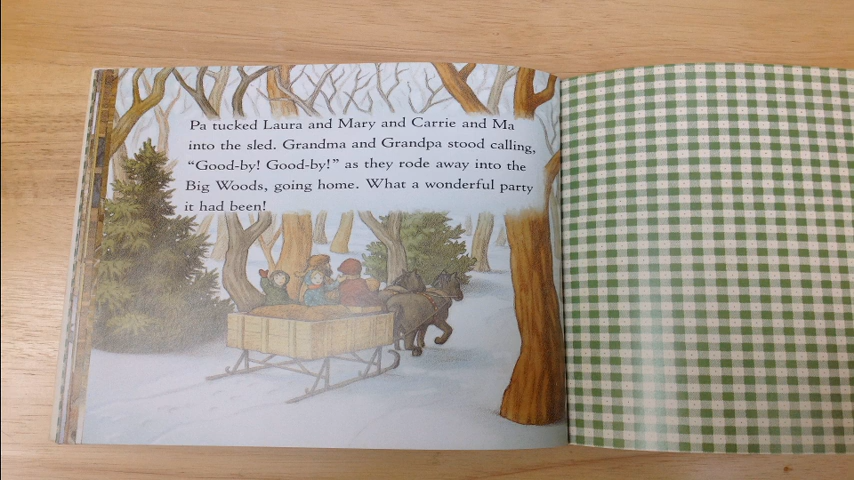 Pa tucked Laura and Mary and Carrie and Ma
into the sled. Grandma and Grandpa stood calling,
“Good-by! Good-by!” as they rode away into the
Big Woods, going home. What a wonderful party
it had been!